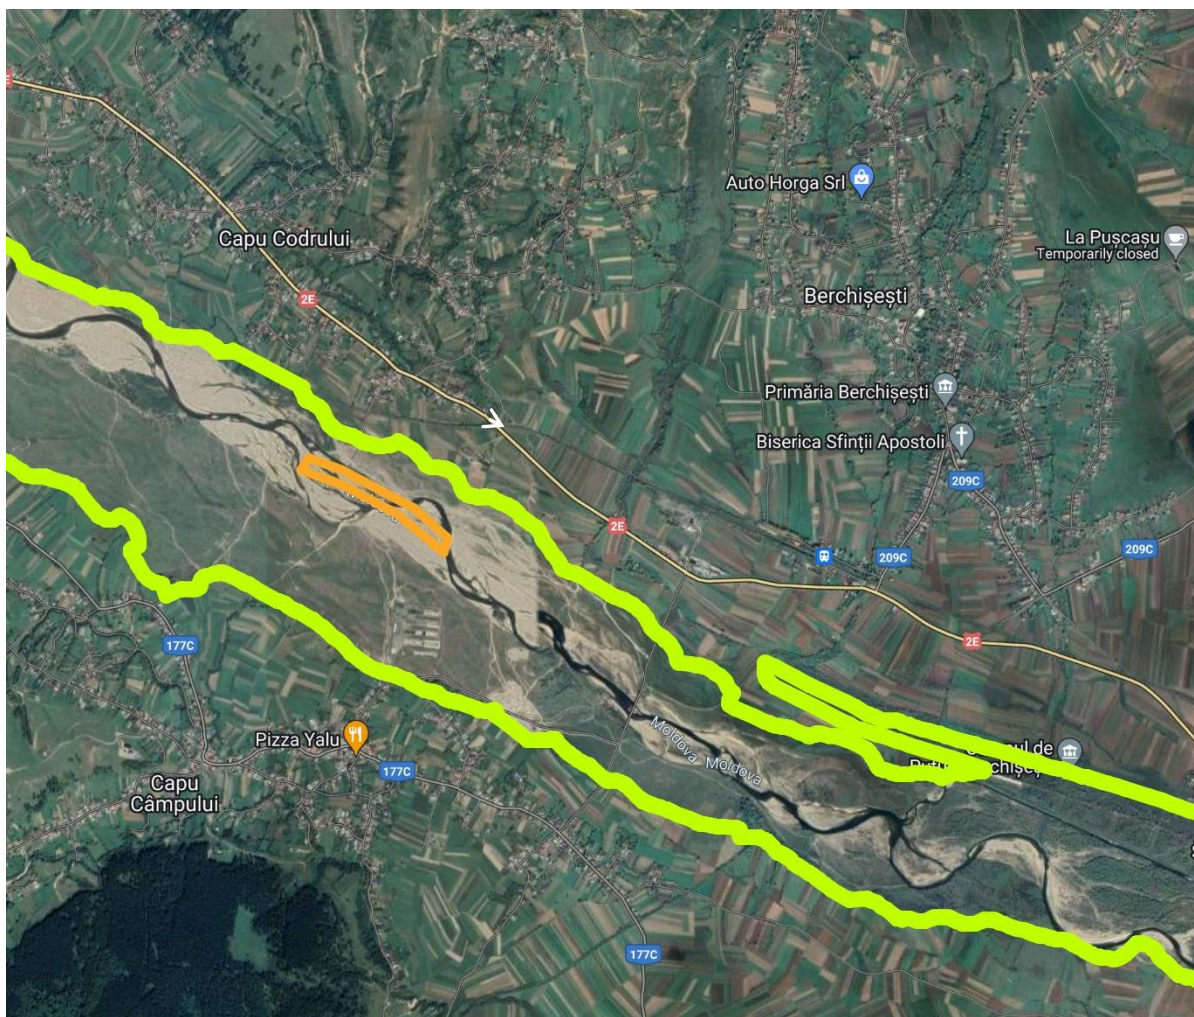 E
Auto Horga Srl
La Pușcașu
Temporarily closed
Capu Codrului
2E
Berchișești
Primăria Berchișești
Biserica Sfinții Apostoli
209C
2E
209C
209C
177C
2E
Moldova
Moldova
Pizza Yalu
177C
Capu
Câmpului
177C